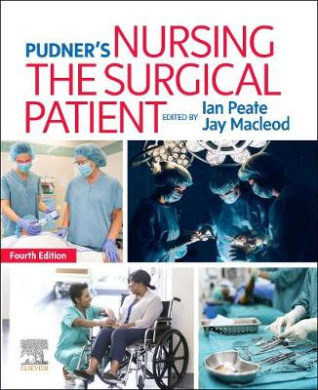 PUDNER'S NURSING
THE SURGICAL
PATIENT
EDITED BY
Ian Peate
Jay Macleod
Fourth Edition
ELSEVIER